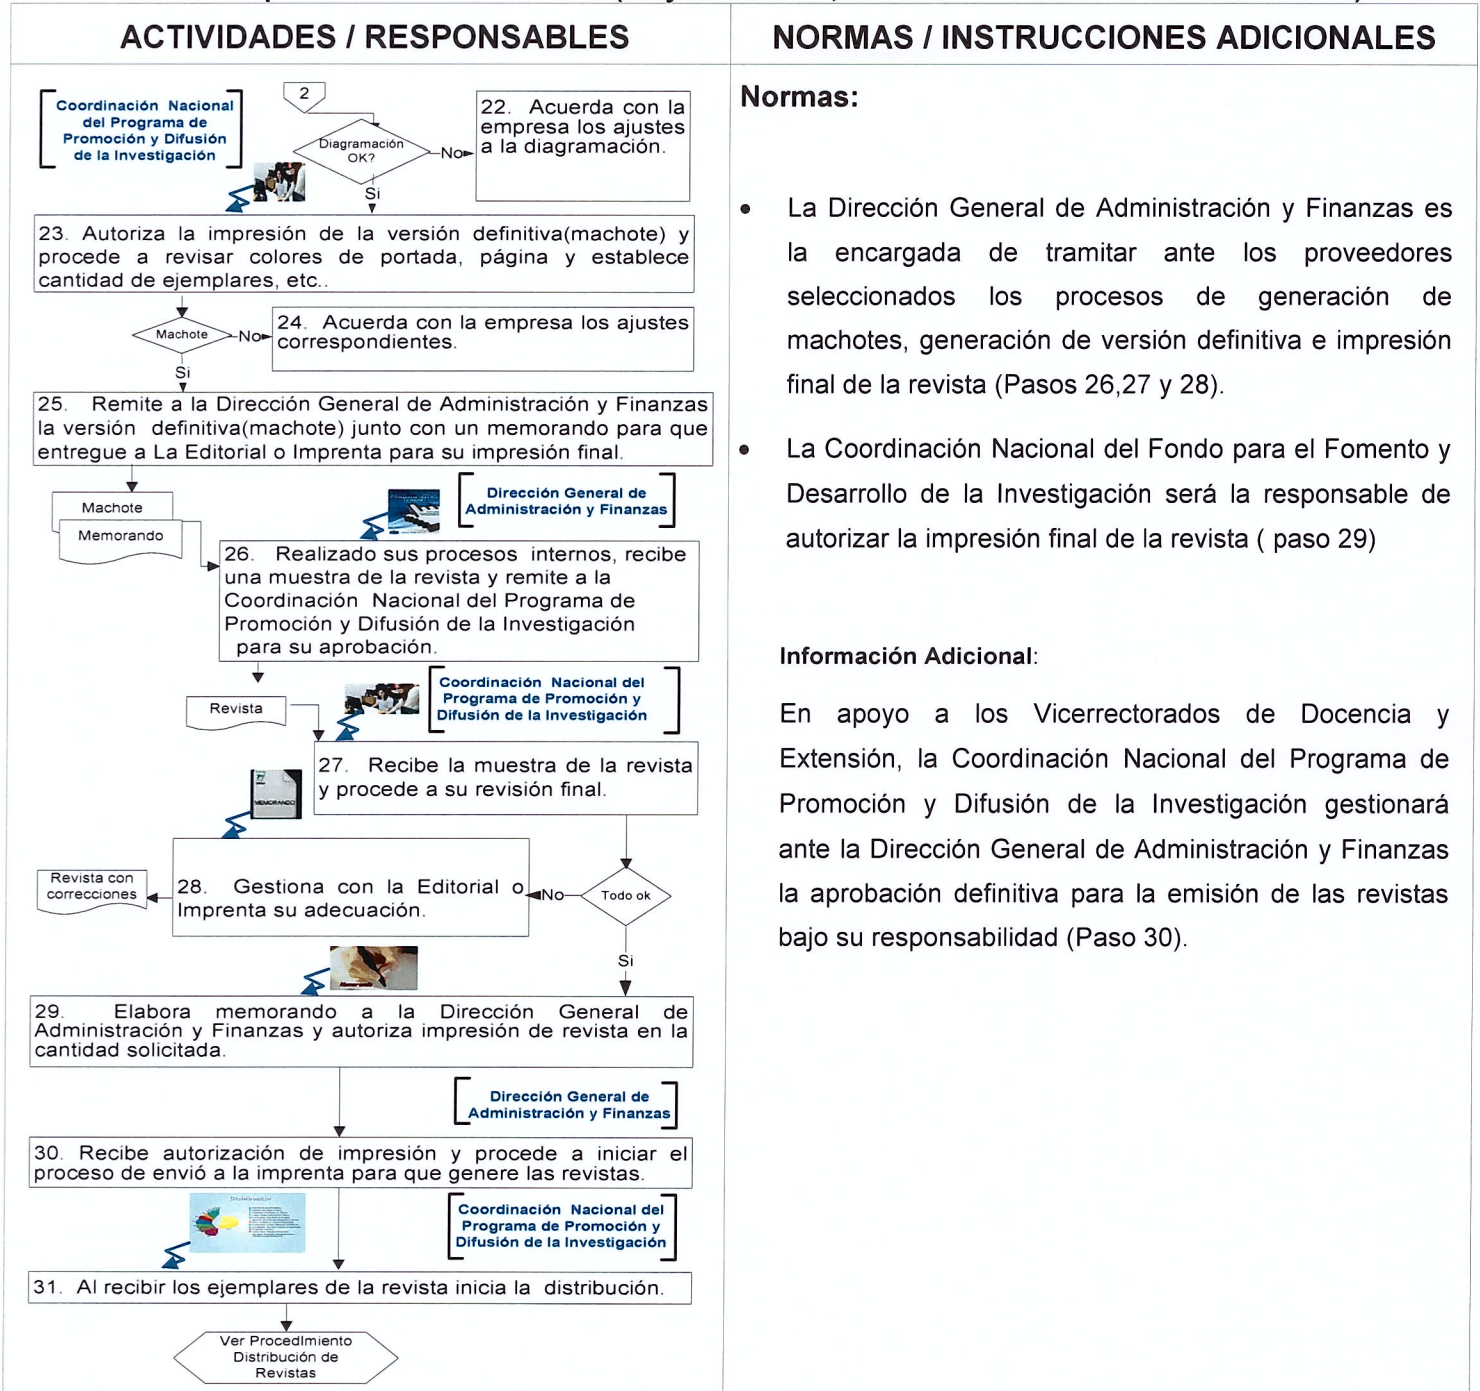 ACTIVIDADES / RESPONSABLES
NORMAS / INSTRUCCIONES ADICIONALES
Coordinación Nacional
del Programa de
Promoción y Difusión
de la Investigación
2
Diagramación
OK?
No
Si
22. Acuerda con la
empresa los ajustes
a la diagramación.
23. Autoriza la impresión de la versión definitiva(machote) y
procede a revisar colores de portada, página y establece
cantidad de ejemplares, etc..
Machote
No
Si
24. Acuerda con la empresa los ajustes
correspondientes.
25. Remite a la Dirección General de Administración y Finanzas
la versión definitiva(machote) junto con un memorando para que
entregue a La Editorial o Imprenta para su impresión final.
Machote
Memorando
Dirección General de
Administración y Finanzas
26. Realizado sus procesos internos, recibe
una muestra de la revista y remite a la
Coordinación Nacional del Programa de
Promoción y Difusión de la Investigación
para su aprobación.
Revista
Coordinación Nacional del
Programa de Promoción y
Difusión de la Investigación
27. Recibe la muestra de la revista
y procede a su revisión final.
MEMORANDO
Revista con
correcciones
28. Gestiona con la Editorial o
Imprenta su adecuación.
No
Todo ok
Si
29. Elabora memorando a la Dirección General de
Administración y Finanzas y autoriza impresión de revista en la
cantidad solicitada.
Dirección General de
Administración y Finanzas
30. Recibe autorización de impresión y procede a iniciar el
proceso de envió a la imprenta para que genere las revistas.
Coordinación Nacional del
Programa de Promoción y
Difusión de la Investigación
31. Al recibir los ejemplares de la revista inicia la distribución.
Ver Procedimiento
Distribución de
Revistas
Normas:
• La Dirección General de Administración y Finanzas es
la encargada de tramitar ante los proveedores
seleccionados los procesos de generación de
machotes, generación de versión definitiva e impresión
final de la revista (Pasos 26,27 y 28).
• La Coordinación Nacional del Fondo para el Fomento y
Desarrollo de la Investigación será la responsable de
autorizar la impresión final de la revista ( paso 29)
Información Adicional:
En apoyo a los Vicerrectorados de Docencia y
Extensión, la Coordinación Nacional del Programa de
Promoción y Difusión de la Investigación gestionará
ante la Dirección General de Administración y Finanzas
la aprobación definitiva para la emisión de las revistas
bajo su responsabilidad (Paso 30).